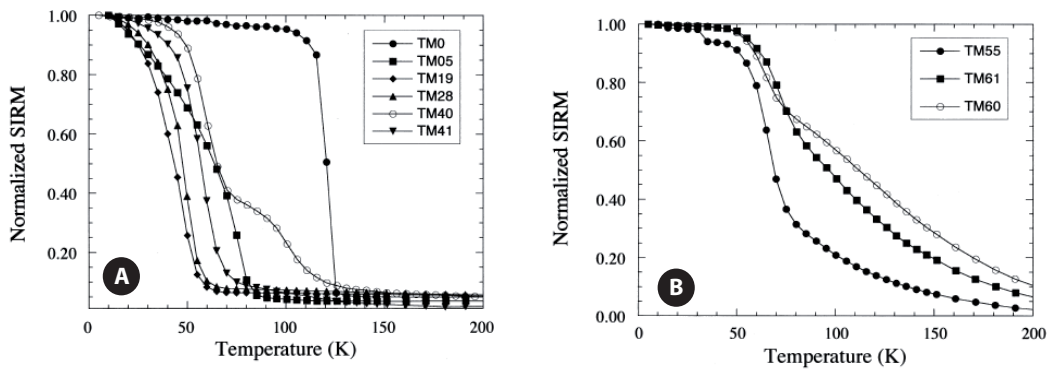 1.00
0.80
0.60
0.40
0.20
Normalized SIRM
TM0
TM05
TM19
TM28
TM40
TM41
A
0 50 100 150 200
Temperature (K)
1.00
0.80
0.60
0.40
0.20
0.00
Normalized SIRM
TM55
TM61
TM60
B
0 50 100 150 200
Temperature (K)